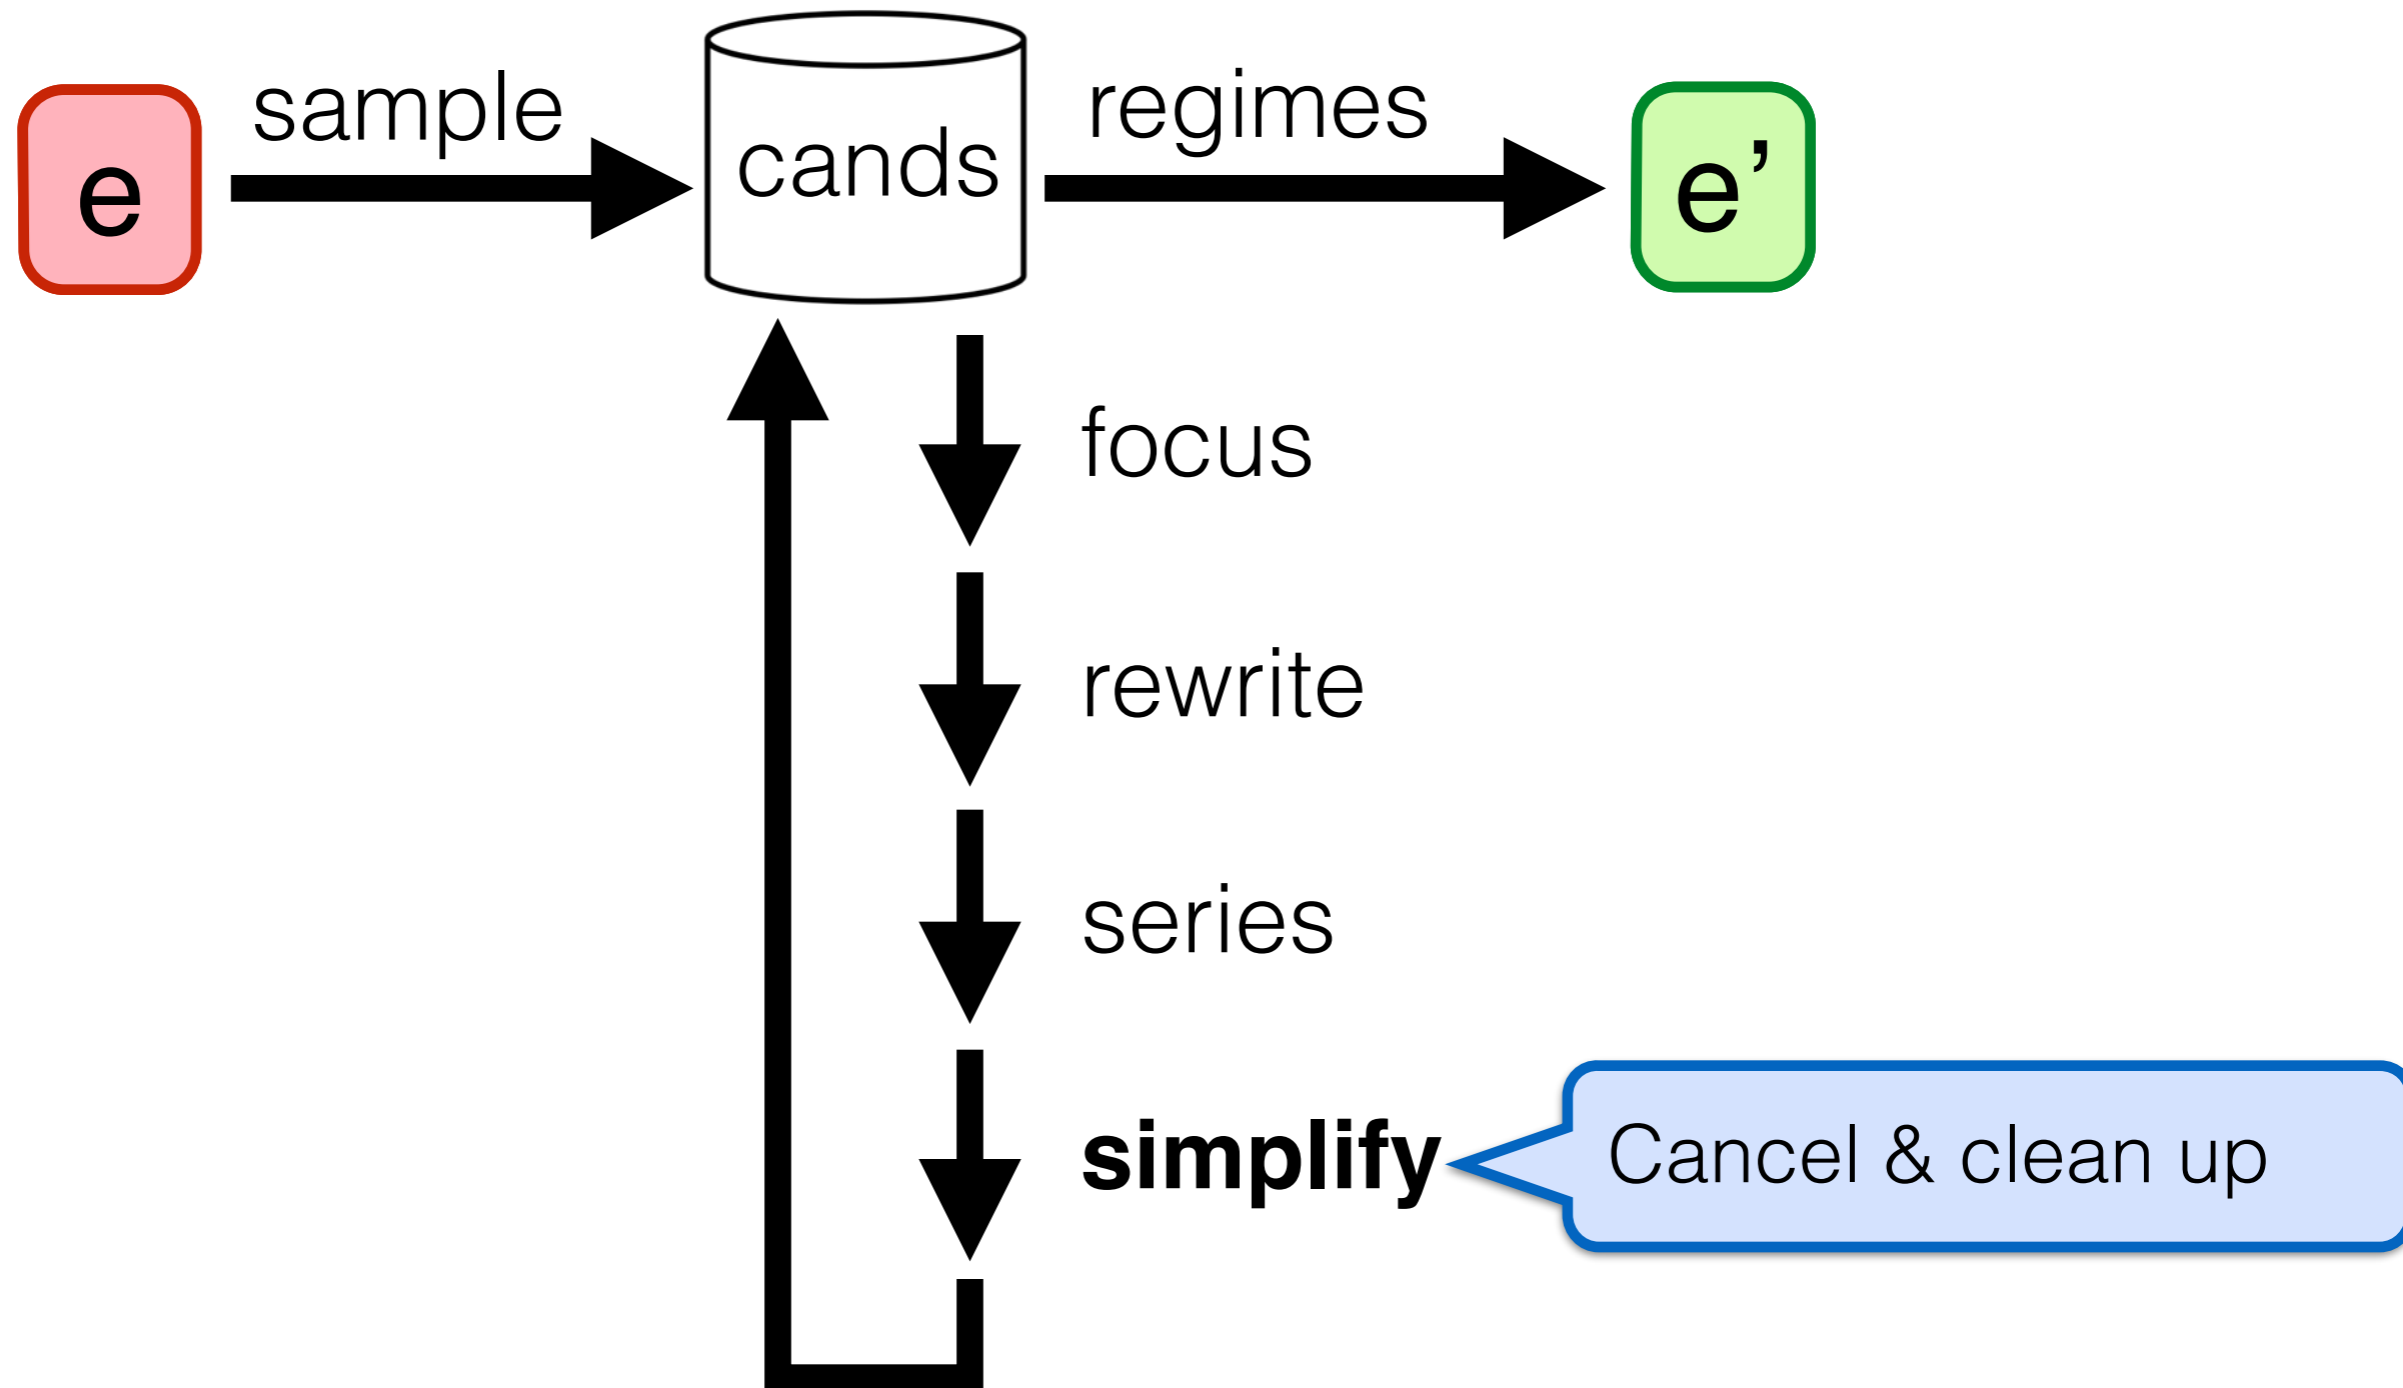 e
sample
cands
regimes
e’
focus
rewrite
series
simplify
Cancel & clean up